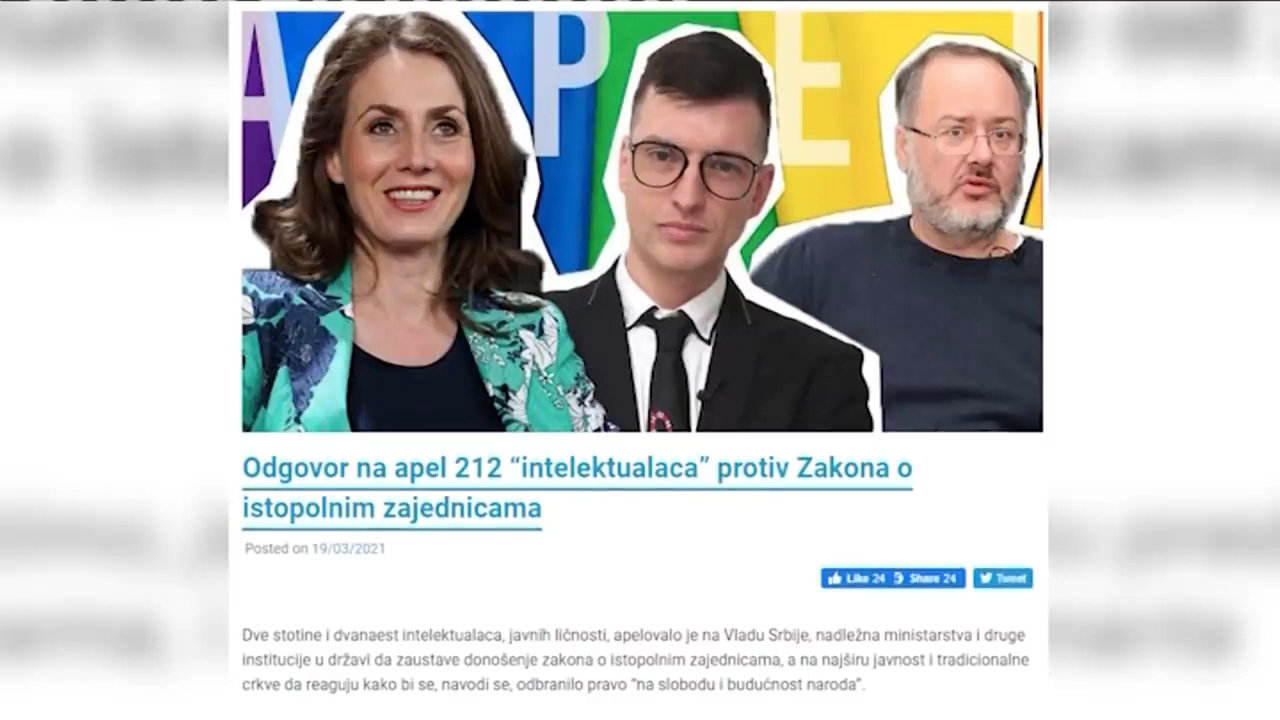 APEL
Odgovor na apel 212 “intelektualaca” protiv Zakona o
istopolnim zajednicama
Posted on 19/03/2021
Like 24 Share 24 Tweet
Dve stotine i dvanaest intelektualaca, javnih ličnosti, apelovalo je na Vladu Srbije, nadležna ministarstva i druge
institucije u državi da zaustave donošenje zakona o istopolnim zajednicama, a na najširu javnost i tradicionalne
crkve da reaguju kako bi se, navodi se, odbranilo pravo “na slobodu i budućnost naroda”.